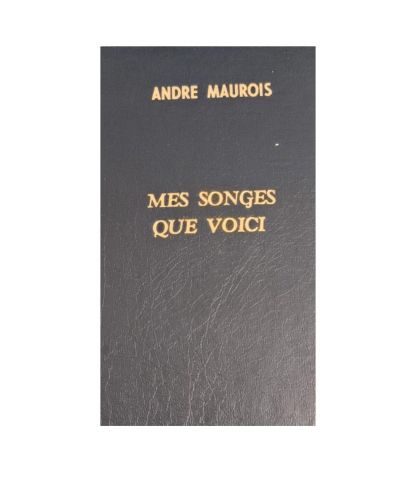 ANDRE MAUROIS
MES SONGES
QUE VOICI